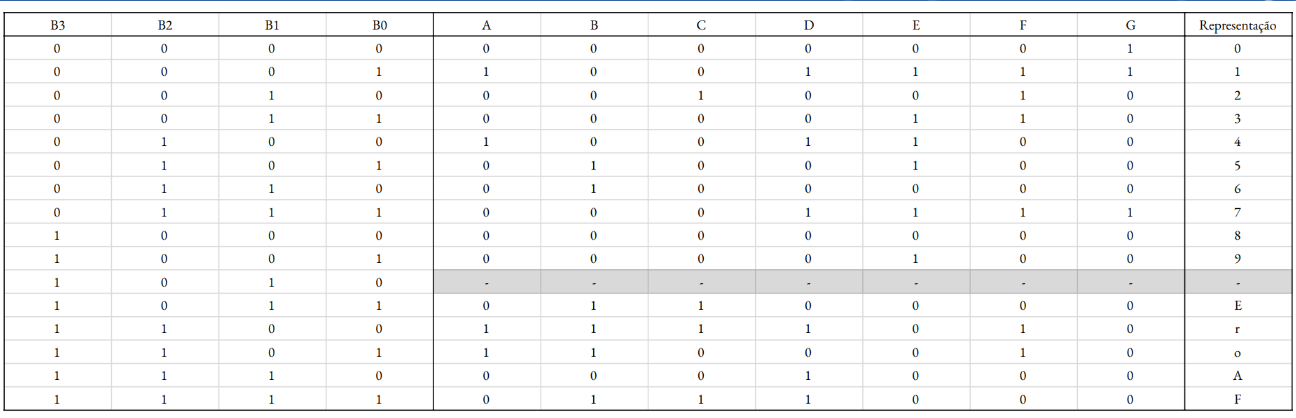 B3 B2 B1 B0 A B C D E F G Representação
0 0 0 0 0 0 0 0 0 0 1 0
0 0 0 1 1 0 0 1 1 1 1 1
0 0 1 0 0 0 1 0 0 1 0 2
0 0 1 1 0 0 0 0 1 1 0 3
0 1 0 0 1 0 0 1 1 0 0 4
0 1 0 1 0 1 0 0 1 0 0 5
0 1 1 0 0 1 0 0 0 0 0 6
0 1 1 1 0 0 0 1 1 1 1 7
1 0 0 0 0 0 0 0 0 0 0 8
1 0 0 1 0 0 0 0 1 0 0 9
1 0 1 0 - - - - - - - -
1 0 1 1 0 1 1 0 0 0 0 E
1 1 0 0 1 1 1 1 0 1 0 r
1 1 0 1 1 1 0 0 0 1 0 o
1 1 1 0 0 0 0 1 0 0 0 A
1 1 1 1 0 1 1 1 0 0 0 F